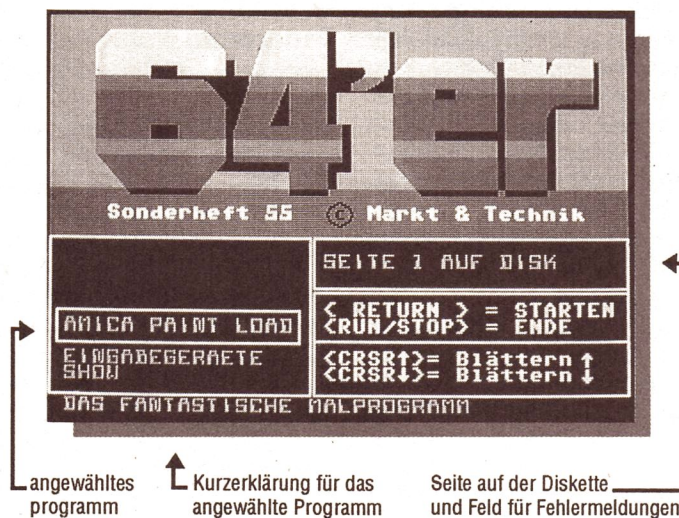 64'er
Sonderheft 55 © Markt & Technik
SEITE 1 AUF DISK
AMICA PAINT LOAD
EINGABEGERAETE
SHOW
< RETURN > = STARTEN
<RUN/STOP> = ENDE
<CRSR↑>= Blättern ↑
<CRSR↓>= Blättern ↓
DAS FANTASTISCHE MALPROGRAMM
angewähltes
programm
Kurzerklärung für das
angewählte Programm
Seite auf der Diskette
und Feld für Fehlermeldungen